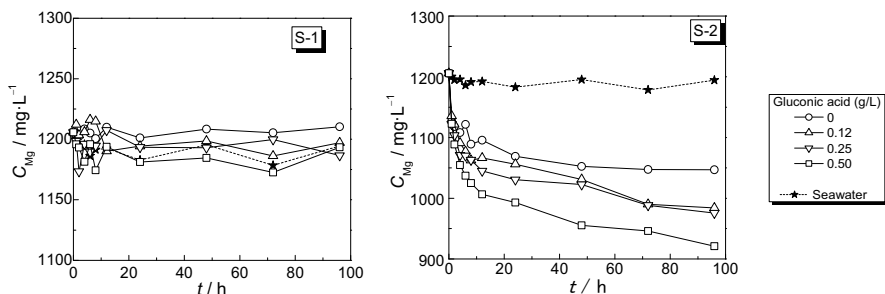 S-1
1300
1200
1100
C_Mg / mg·L⁻¹
0 20 40 60 80 100
t / h
S-2
1300
1200
1100
1000
900
C_Mg / mg·L⁻¹
0 20 40 60 80 100
t / h
Gluconic acid (g/L)
0
0.12
0.25
0.50
Seawater